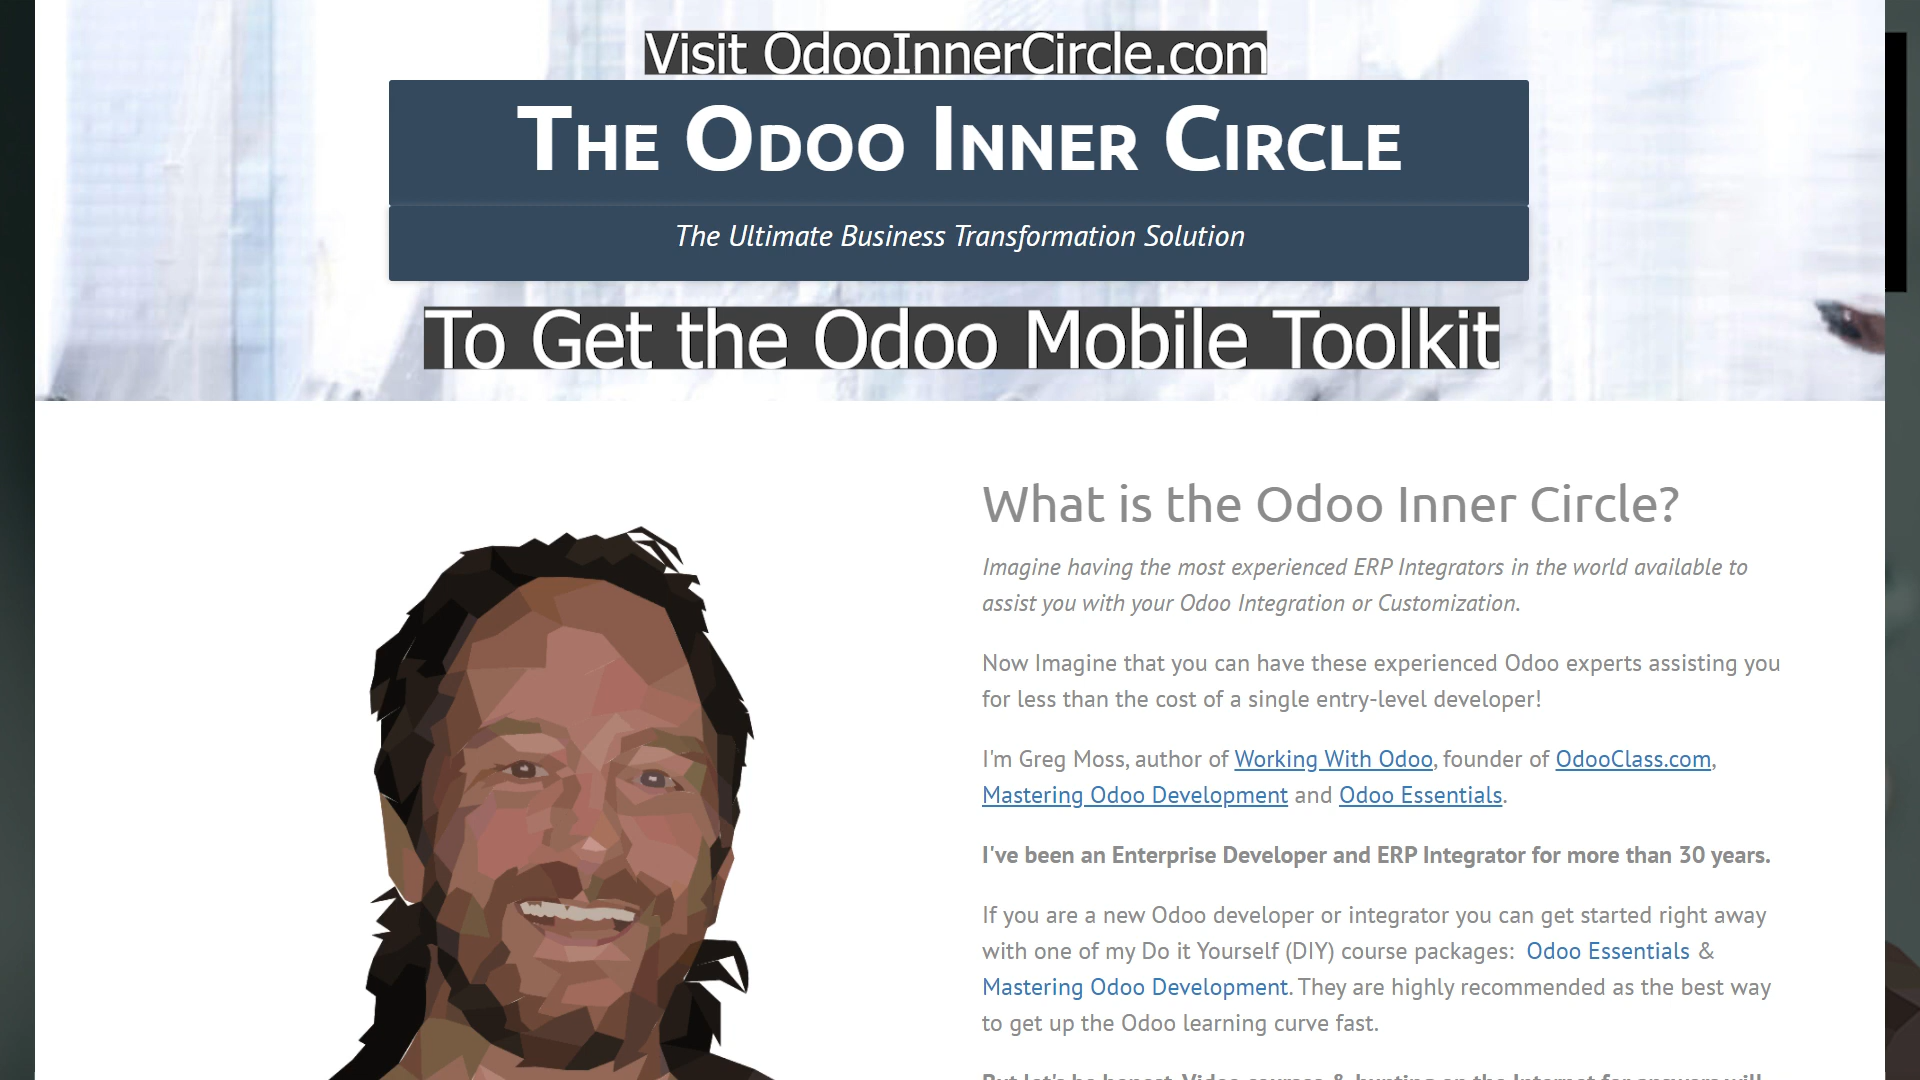 Visit OdooInnerCircle.com
The Odoo Inner Circle
The Ultimate Business Transformation Solution
To Get the Odoo Mobile Toolkit
What is the Odoo Inner Circle?
Imagine having the most experienced ERP Integrators in the world available to
assist you with your Odoo Integration or Customization.
Now Imagine that you can have these experienced Odoo experts assisting you
for less than the cost of a single entry-level developer!
I'm Greg Moss, author of Working With Odoo, founder of OdooClass.com,
Mastering Odoo Development and Odoo Essentials.
I've been an Enterprise Developer and ERP Integrator for more than 30 years.
If you are a new Odoo developer or integrator you can get started right away
with one of my Do it Yourself (DIY) course packages: Odoo Essentials &
Mastering Odoo Development. They are highly recommended as the best way
to get up the Odoo learning curve fast.